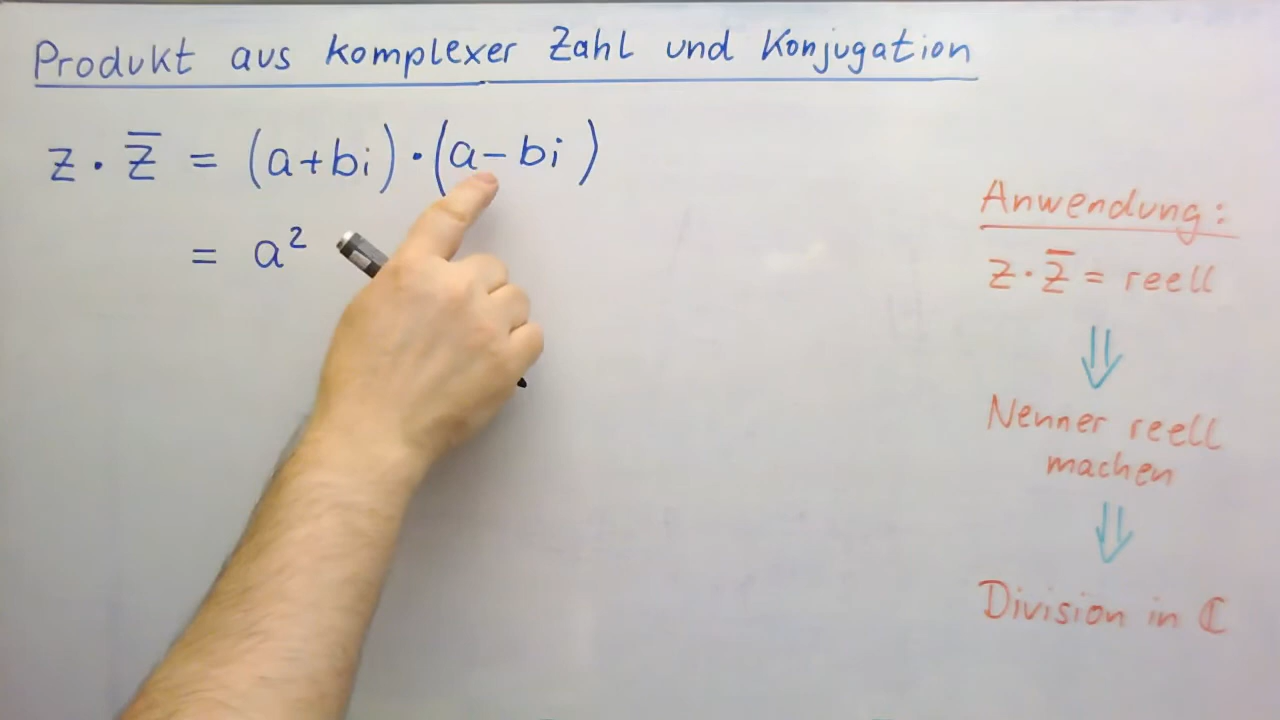 Produkt aus komplexer Zahl und Konjugation
z · z̅ = (a+bi) · (a-bi)
= a²
Anwendung:
z · z̅ = reell
⇓
Nenner reell
machen
⇓
Division in ℂ